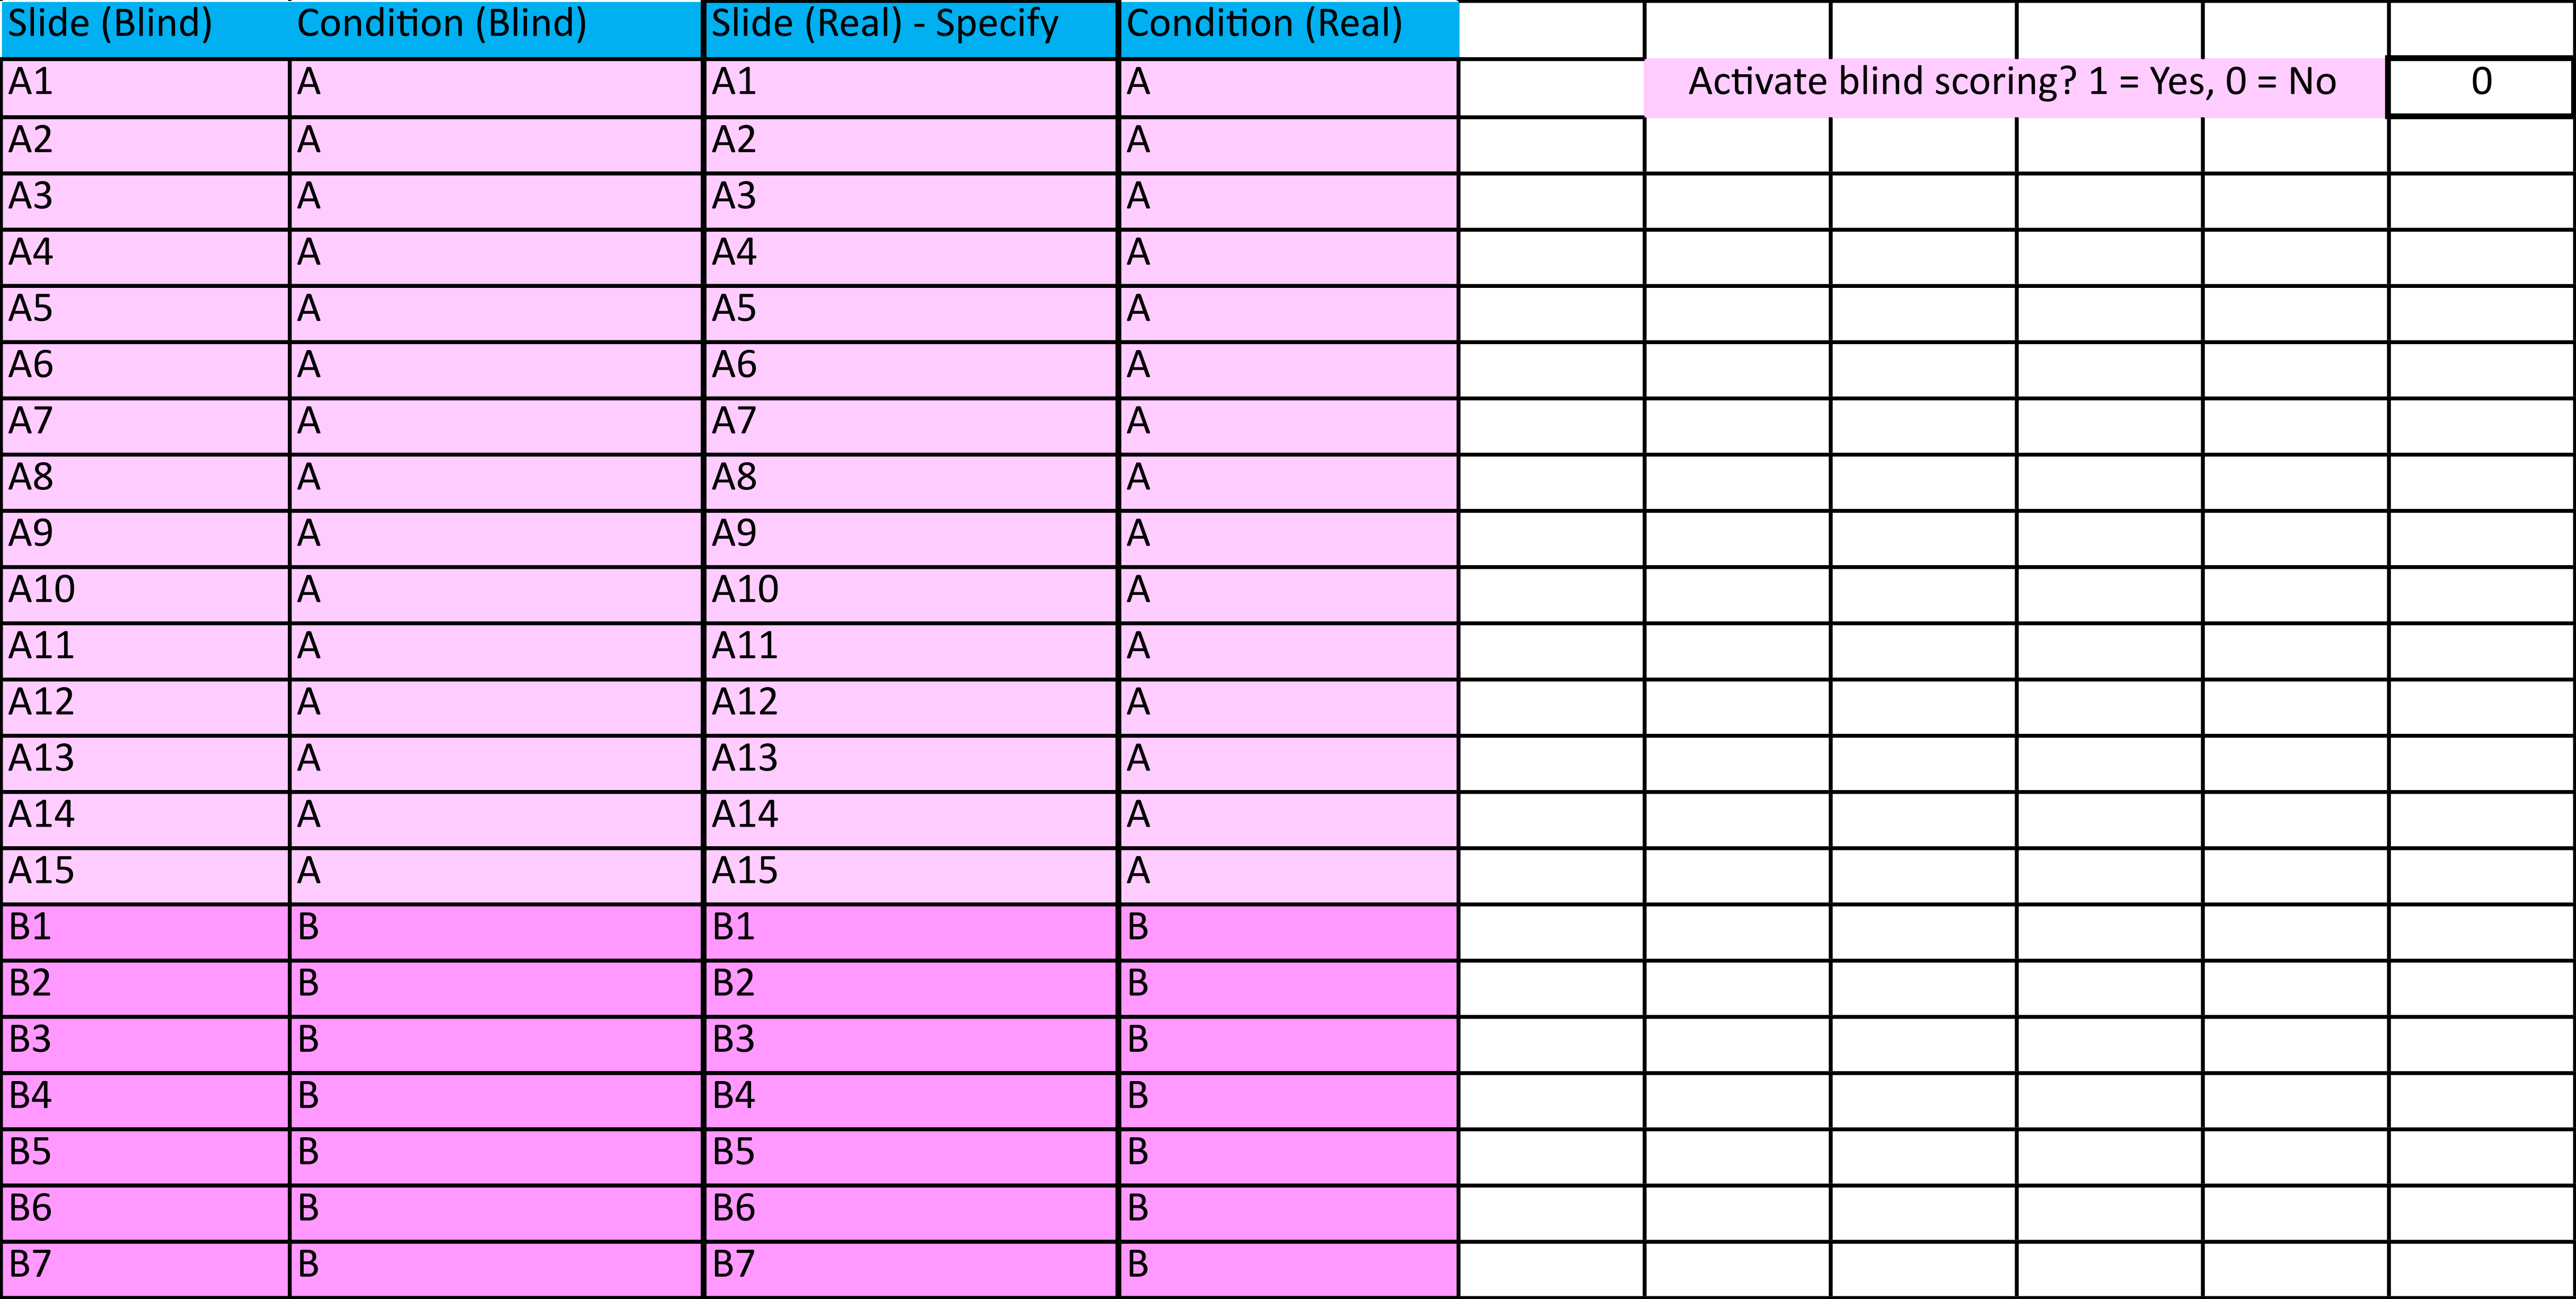 Slide (Blind) Condition (Blind) Slide (Real) - Specify Condition (Real)
A1 A A1 A Activate blind scoring? 1 = Yes, 0 = No 0
A2 A A2 A
A3 A A3 A
A4 A A4 A
A5 A A5 A
A6 A A6 A
A7 A A7 A
A8 A A8 A
A9 A A9 A
A10 A A10 A
A11 A A11 A
A12 A A12 A
A13 A A13 A
A14 A A14 A
A15 A A15 A
B1 B B1 B
B2 B B2 B
B3 B B3 B
B4 B B4 B
B5 B B5 B
B6 B B6 B
B7 B B7 B